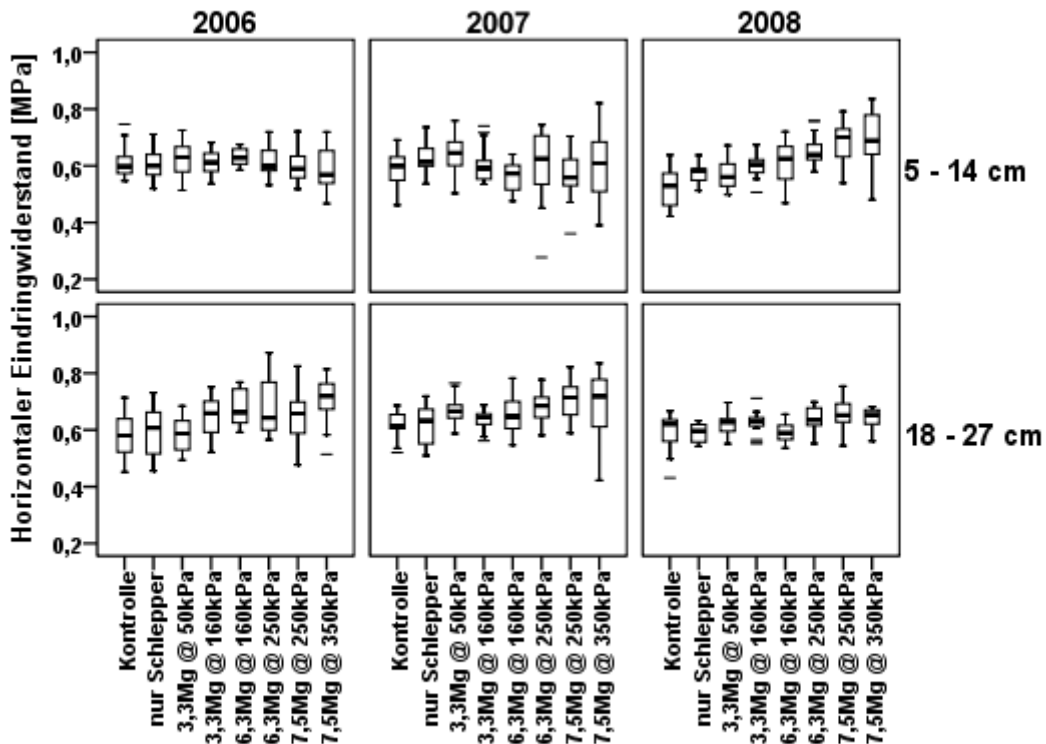 2006 2007 2008
Horizontaler Eindringwiderstand [MPa]
1,0
0,8
0,6
0,4
0,2
5 - 14 cm
1,0
0,8
0,6
0,4
0,2
18 - 27 cm
Kontrolle
nur Schlepper
3,3Mg @ 50kPa
3,3Mg @ 160kPa
6,3Mg @ 160kPa
6,3Mg @ 250kPa
7,5Mg @ 250kPa
7,5Mg @ 350kPa
Kontrolle
nur Schlepper
3,3Mg @ 50kPa
3,3Mg @ 160kPa
6,3Mg @ 160kPa
6,3Mg @ 250kPa
7,5Mg @ 250kPa
7,5Mg @ 350kPa
Kontrolle
nur Schlepper
3,3Mg @ 50kPa
3,3Mg @ 160kPa
6,3Mg @ 160kPa
6,3Mg @ 250kPa
7,5Mg @ 250kPa
7,5Mg @ 350kPa